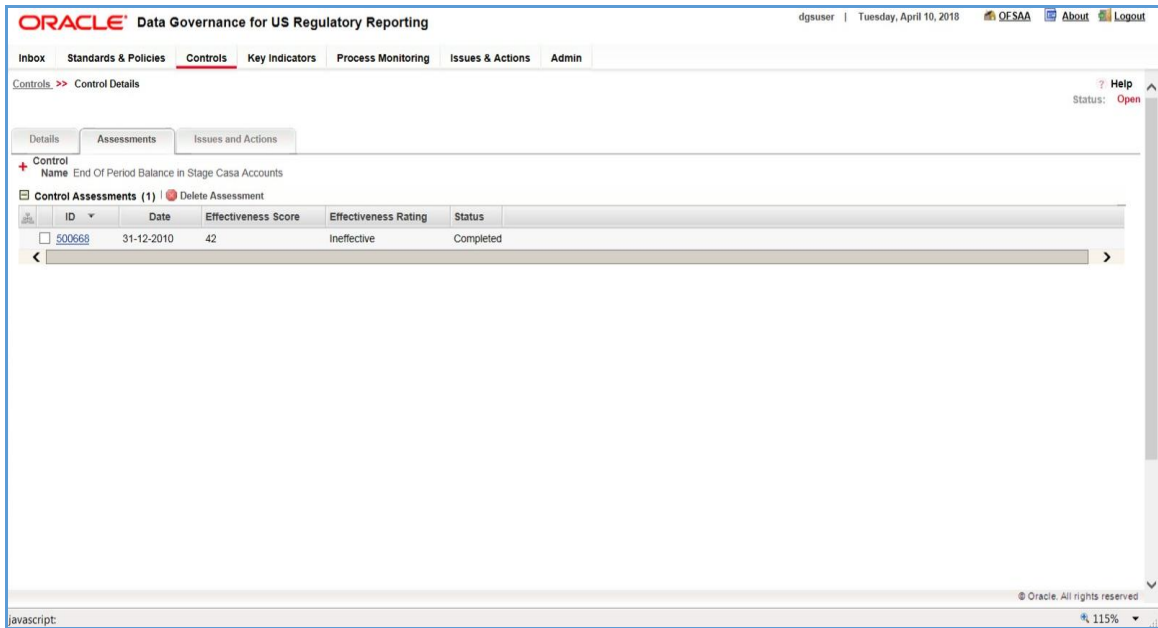 ORACLE® Data Governance for US Regulatory Reporting
dgsuser | Tuesday, April 10, 2018 OFSAA About Logout
Inbox Standards & Policies Controls Key Indicators Process Monitoring Issues & Actions Admin
Controls >> Control Details
? Help
Status: Open
Details Assessments Issues and Actions
Control
Name End Of Period Balance in Stage Casa Accounts
Control Assessments (1) | Delete Assessment
ID Date Effectiveness Score Effectiveness Rating Status
500668 31-12-2010 42 Ineffective Completed
© Oracle. All rights reserved
javascript: 115%